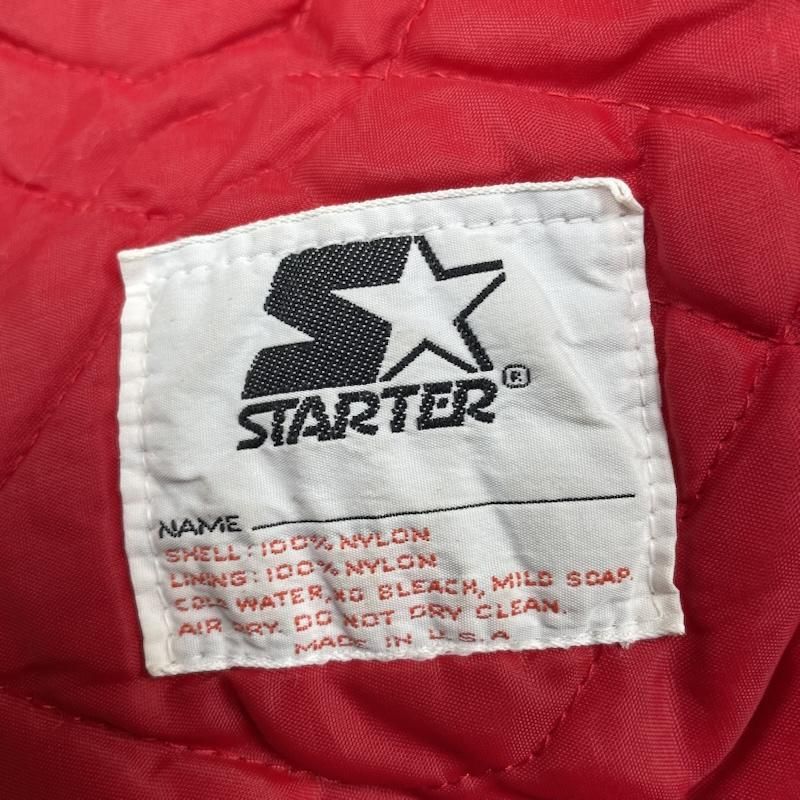 STARTER®
NAME
SHELL: 100% NYLON
LINING: 100% NYLON
COLD WATER, NO BLEACH, MILD SOAP.
AIR DRY. DO NOT DRY CLEAN.
MADE IN U.S.A